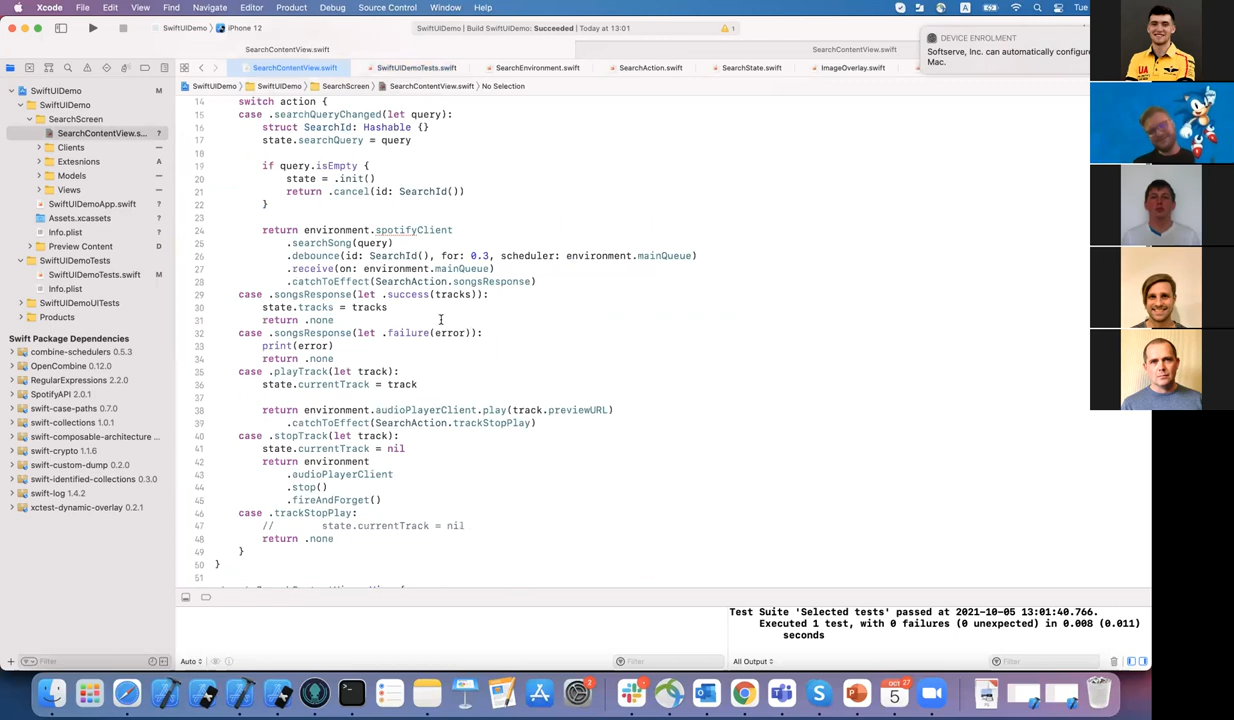 Xcode File Edit View Find Navigate Editor Product Debug Source Control Window Help
A
Tue
SwiftUIDemo iPhone 12
SwiftUIDemo | Build SwiftUIDemo: Succeeded | Today at 13:01
1
DEVICE ENROLMENT
Softserve, Inc. can automatically configure
Mac.
SearchContentView.swift
SearchContentView.swift
SearchContentView.swift
SwiftUIDemoTests.swift
SearchEnvironment.swift
SearchAction.swift
SearchState.swift
ImageOverlay.swift
SwiftUIDemo SwiftUIDemo SearchScreen SearchContentView.swift No Selection
SwiftUIDemo M
SwiftUIDemo
SearchScreen
SearchContentView.s... ?
Clients
Extesnions A
Models
Views
SwiftUIDemoApp.swift ?
Assets.xcassets ?
Info.plist ?
Preview Content D
SwiftUIDemoTests
SwiftUIDemoTests.swift M
Info.plist ?
SwiftUIDemoUITests
Products
Swift Package Dependencies
combine-schedulers 0.5.3
OpenCombine 0.12.0
RegularExpressions 2.2.0
SpotifyAPI 2.0.1
swift-case-paths 0.7.0
swift-collections 1.0.1
swift-composable-architecture ...
swift-crypto 1.1.6
swift-custom-dump 0.2.0
swift-identified-collections 0.3.0
swift-log 1.4.2
xctest-dynamic-overlay 0.2.1
14 switch action {
15 case .searchQueryChanged(let query):
16 struct SearchId: Hashable {}
17 state.searchQuery = query
18
19 if query.isEmpty {
20 state = .init()
21 return .cancel(id: SearchId())
22 }
23
24 return environment.spotifyClient
25 .searchSong(query)
26 .debounce(id: SearchId(), for: 0.3, scheduler: environment.mainQueue)
27 .receive(on: environment.mainQueue)
28 .catchToEffect(SearchAction.songsResponse)
29 case .songsResponse(let .success(tracks)):
30 state.tracks = tracks
31 return .none
32 case .songsResponse(let .failure(error)):
33 print(error)
34 return .none
35 case .playTrack(let track):
36 state.currentTrack = track
37
38 return environment.audioPlayerClient.play(track.previewURL)
39 .catchToEffect(SearchAction.trackStopPlay)
40 case .stopTrack(let track):
41 state.currentTrack = nil
42 return environment
43 .audioPlayerClient
44 .stop()
45 .fireAndForget()
46 case .trackStopPlay:
47 // state.currentTrack = nil
48 return .none
49 }
50 }
51
Test Suite 'Selected tests' passed at 2021-10-05 13:01:40.766.
Executed 1 test, with 0 failures (0 unexpected) in 0.008 (0.011)
seconds
Filter
Auto
Filter
All Output
Filter
UA
2
OCT 27
5